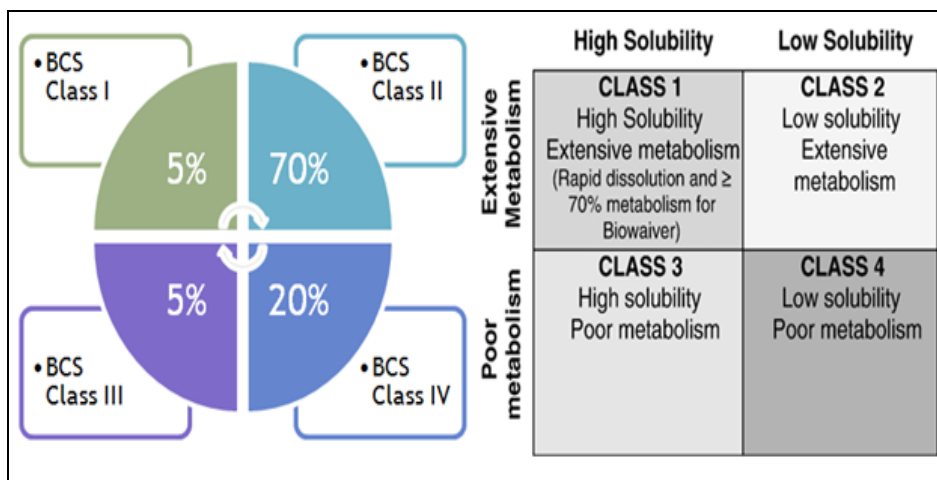 • BCS
Class I
• BCS
Class II
5%
70%
5%
20%
• BCS
Class III
• BCS
Class IV
High Solubility
Low Solubility
Extensive
Metabolism
Poor
metabolism
CLASS 1
High Solubility
Extensive metabolism
(Rapid dissolution and ≥
70% metabolism for
Biowaiver)
CLASS 2
Low solubility
Extensive
metabolism
CLASS 3
High solubility
Poor metabolism
CLASS 4
Low solubility
Poor metabolism